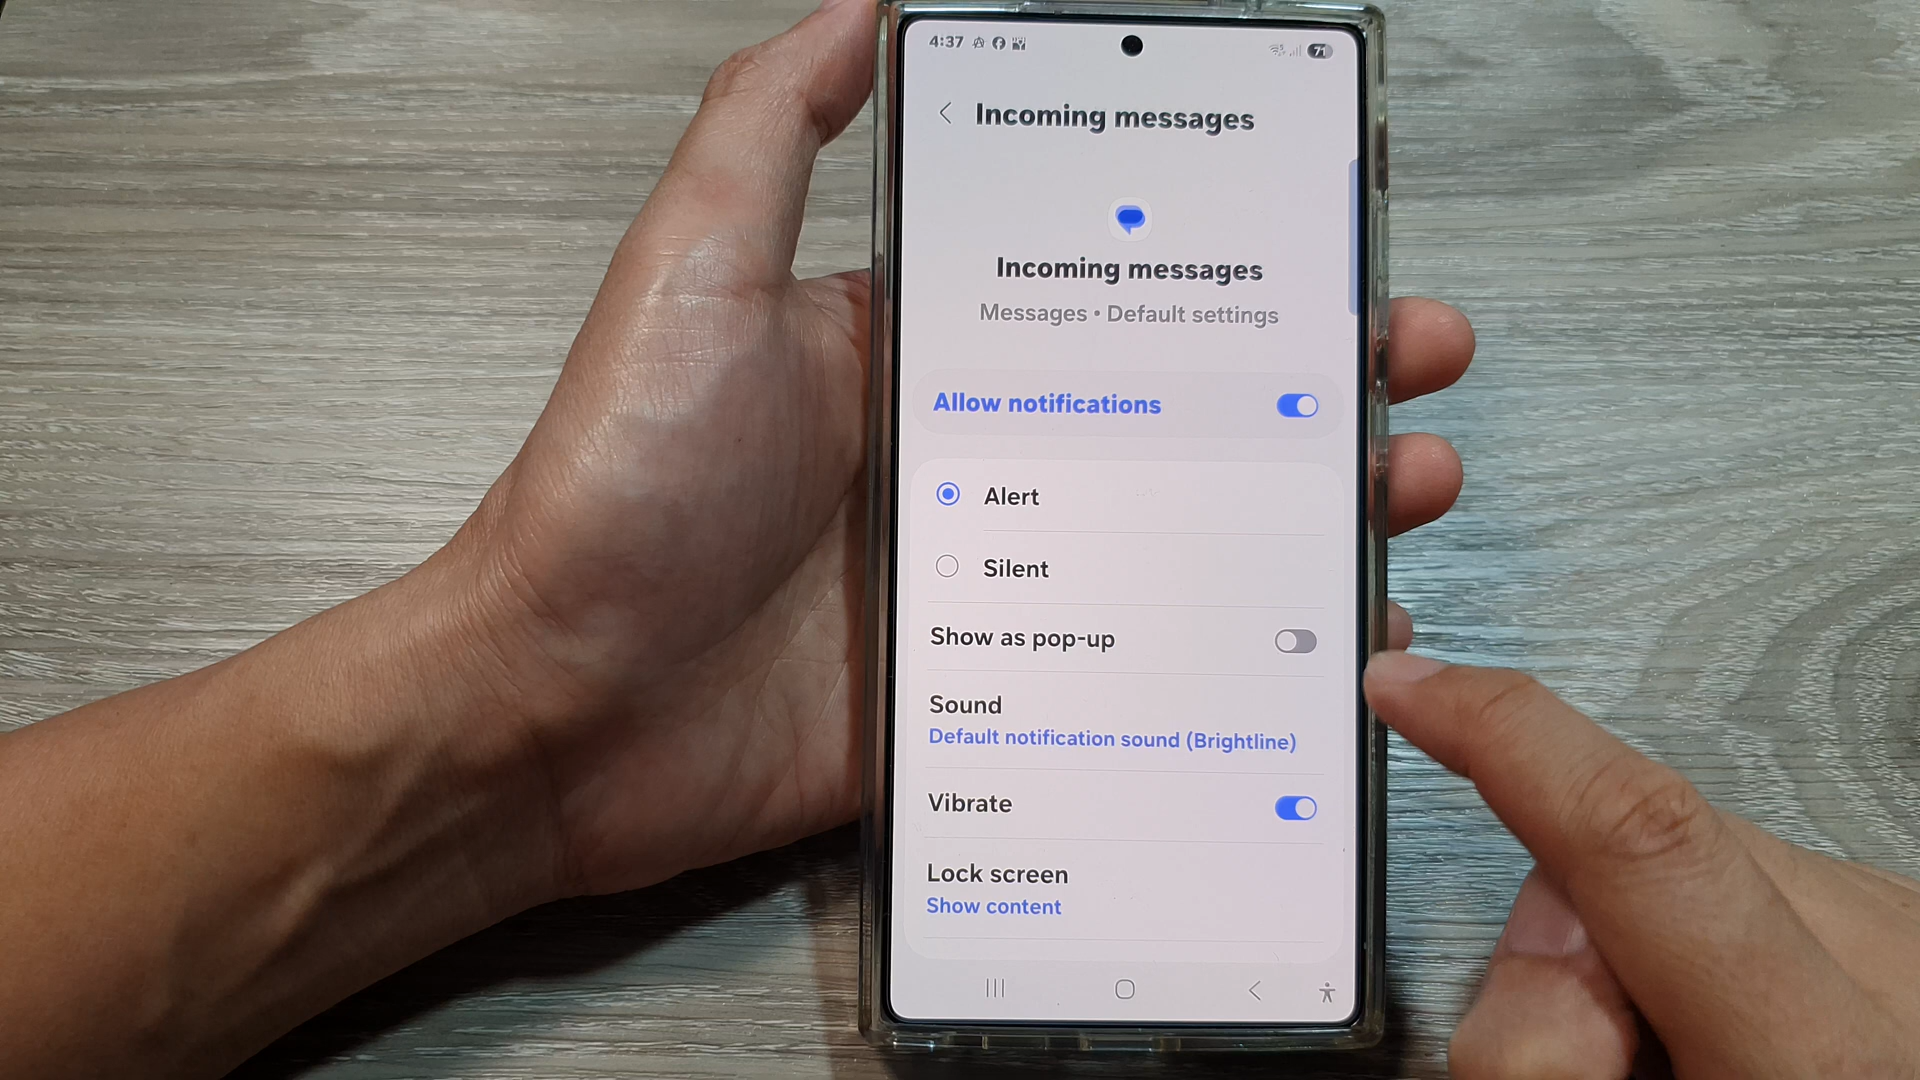 4:37
71
Incoming messages
Incoming messages
Messages • Default settings
Allow notifications
Alert
Silent
Show as pop-up
Sound
Default notification sound (Brightline)
Vibrate
Lock screen
Show content